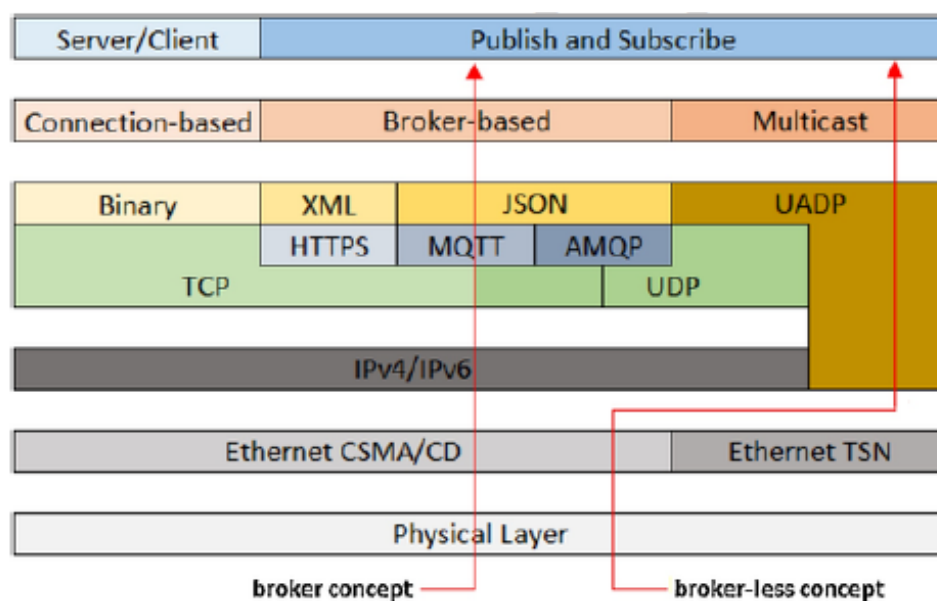 Server/Client Publish and Subscribe
Connection-based Broker-based Multicast
Binary XML JSON UADP
HTTPS MQTT AMQP
TCP UDP
IPv4/IPv6
Ethernet CSMA/CD Ethernet TSN
Physical Layer
broker concept broker-less concept